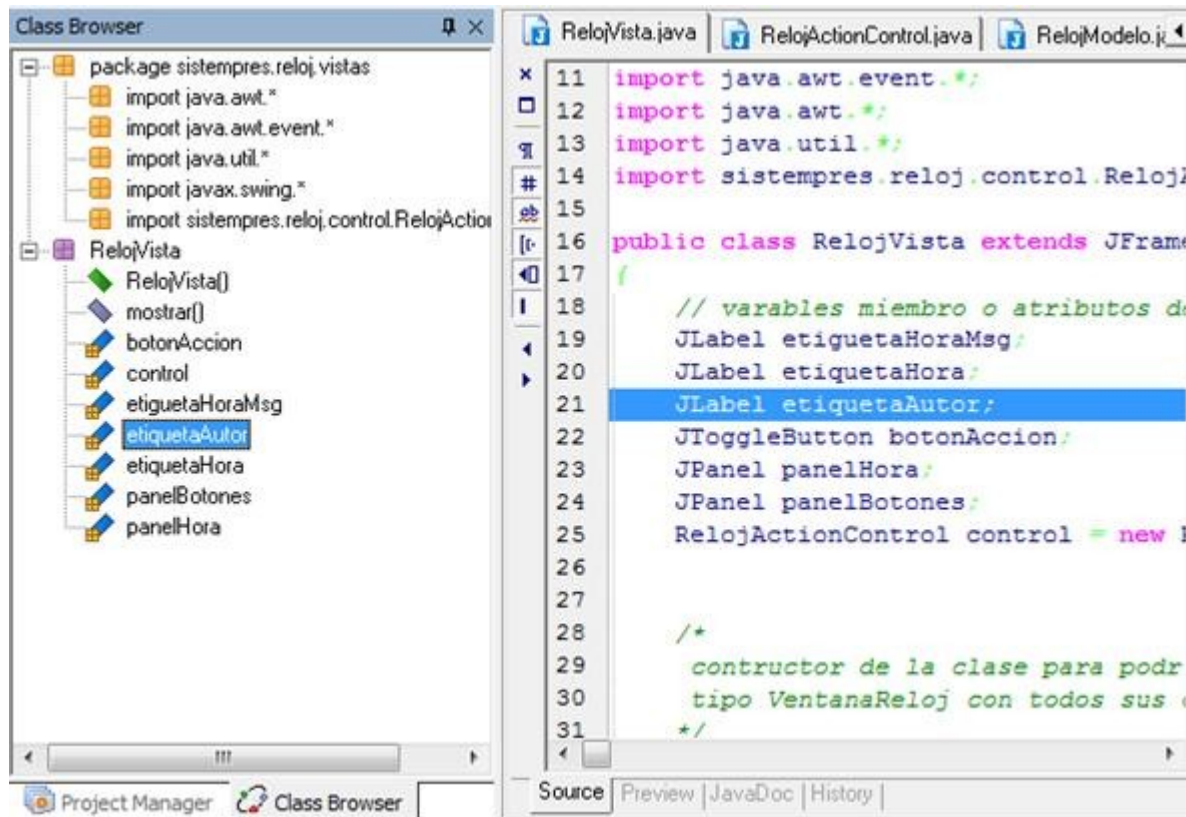 Class Browser
package sistempres.reloj.vistas
import java.awt.*
import java.awt.event.*
import java.util.*
import javax.swing.*
import sistempres.reloj.control.RelojAction
RelojVista
RelojVista()
mostrar()
botonAccion
control
etiguetaHoraMsg
etiquetaAutor
etiquetaHora
panelBotones
panelHora
Project Manager
Class Browser
RelojVista.java
RelojActionControl.java
RelojModelo.ja
11 import java.awt.event.*;
12 import java.awt.*;
13 import java.util.*;
14 import sistempres.reloj.control.RelojA
15
16 public class RelojVista extends JFrame
17 {
18 // varables miembro o atributos de
19 JLabel etiguetaHoraMsg;
20 JLabel etiquetaHora;
21 JLabel etiquetaAutor;
22 JToggleButton botonAccion;
23 JPanel panelHora;
24 JPanel panelBotones;
25 RelojActionControl control = new
26
27
28 /*
29 contructor de la clase para podr
30 tipo VentanaReloj con todos sus
31 */
Source Preview JavaDoc History